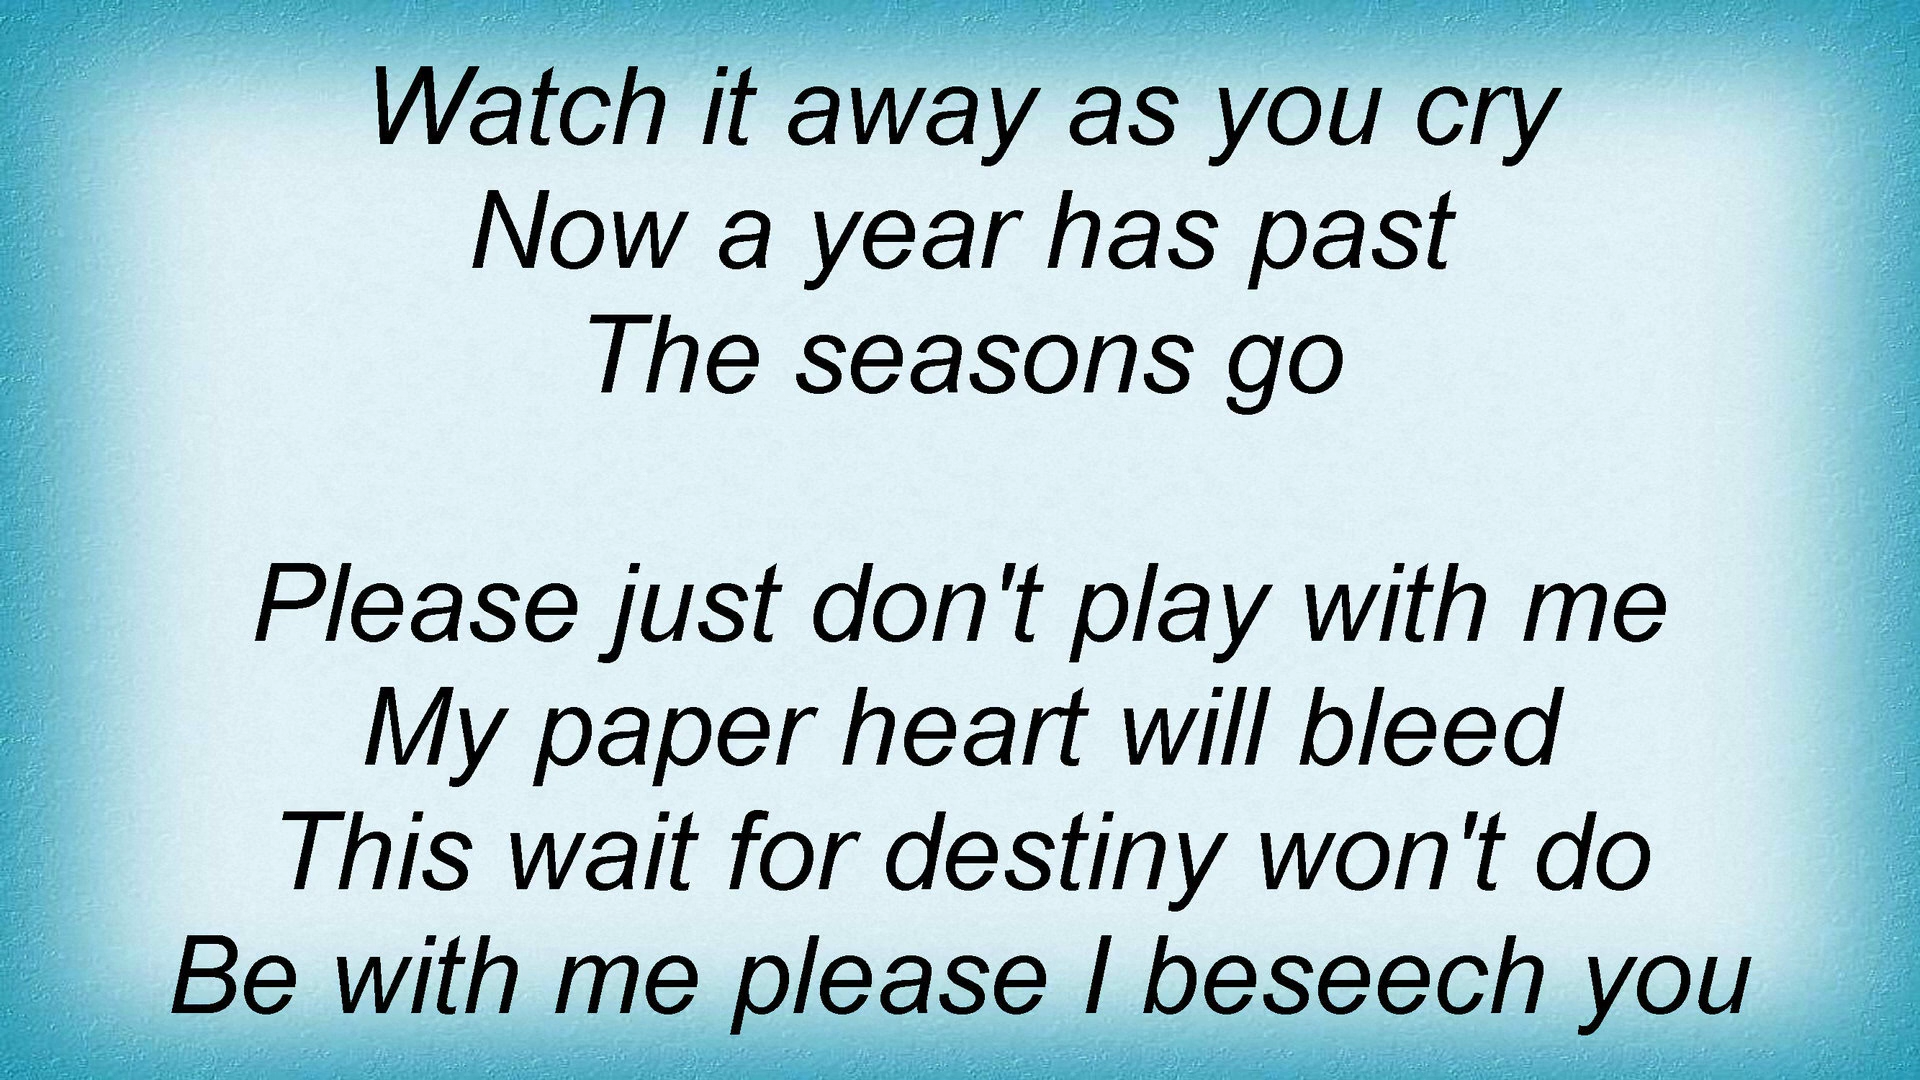 Watch it away as you cry
Now a year has past
The seasons go
Please just don't play with me
My paper heart will bleed
This wait for destiny won't do
Be with me please I beseech you